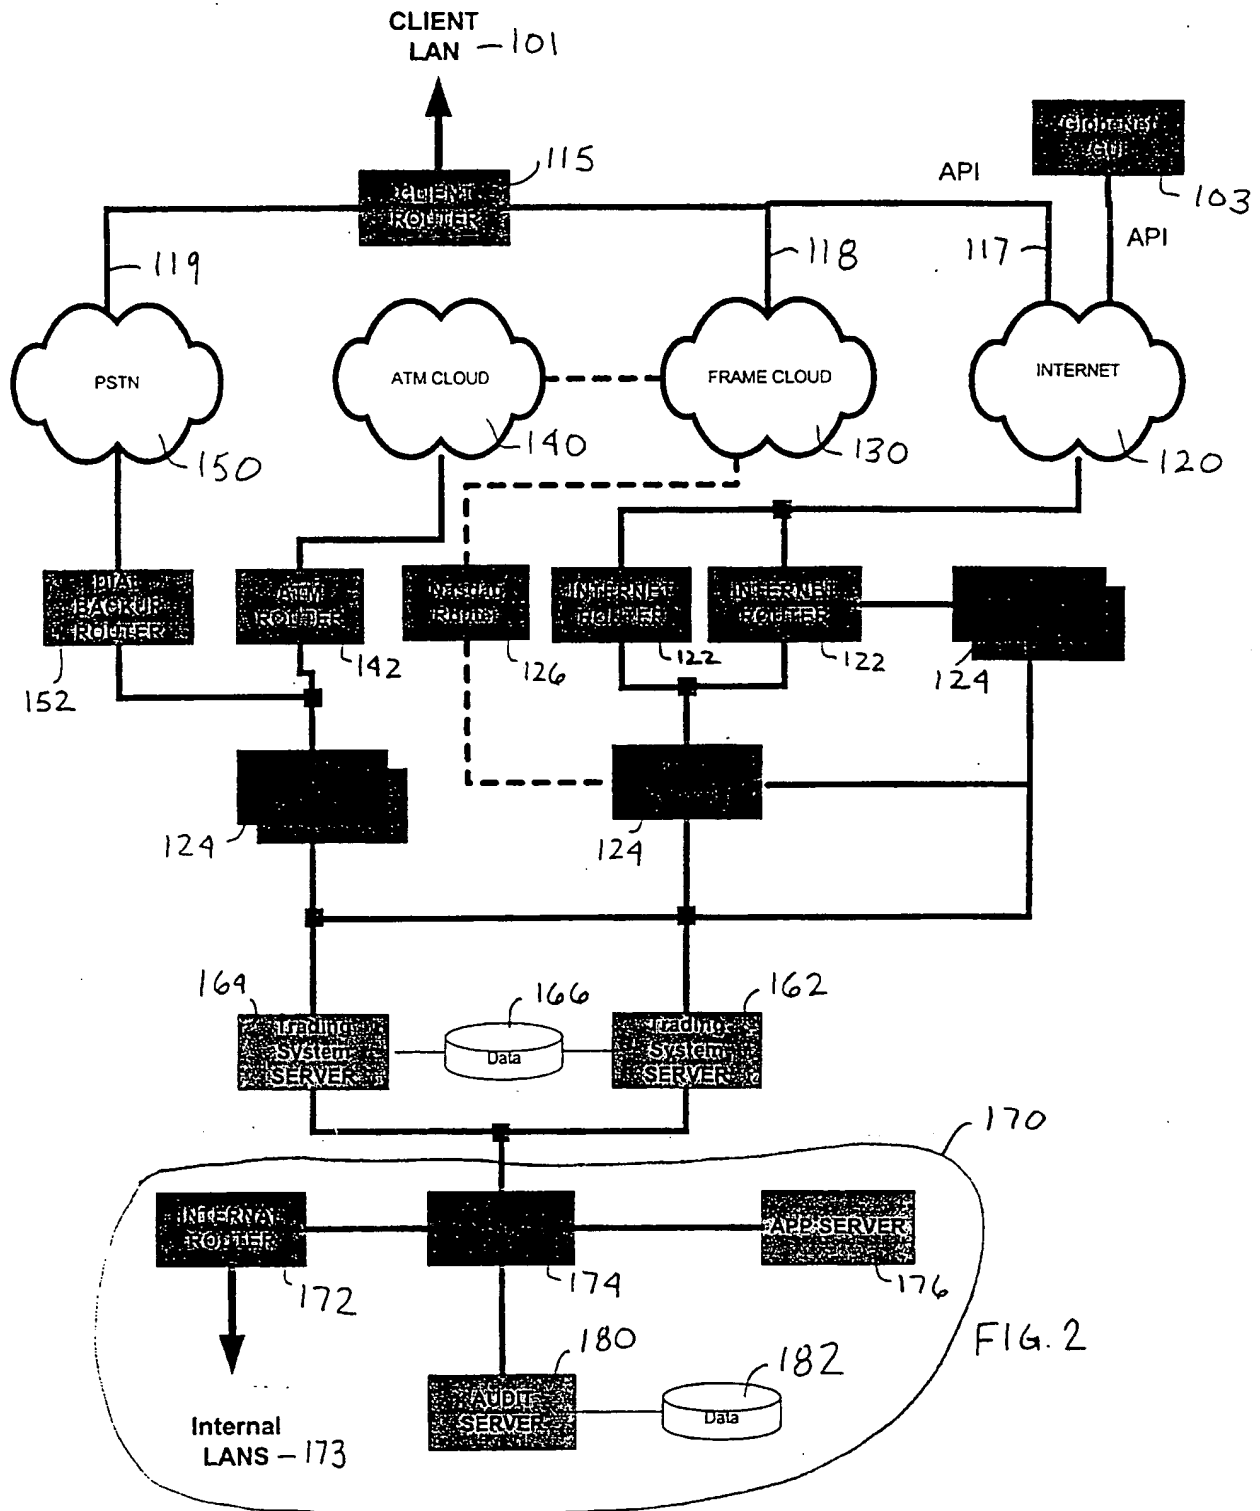 CLIENT
LAN - 101
GlobeNet
GUI
103
115
CLIENT
ROUTER
API
API
119
118
117
PSTN
ATM CLOUD
FRAME CLOUD
INTERNET
150
140
130
120
DIAL
BACKUP
ROUTER
ATM
ROUTER
Nasdaq
Router
INTERNET
ROUTER
INTERNET
ROUTER
152
142
126
122
122
124
124
124
164
166
162
Trading
System
SERVER
Data
Trading
System
SERVER
170
INTERNAL
ROUTER
APP SERVER
172
174
176
180
182
AUDIT
SERVER
Data
FIG. 2
Internal
LANS - 173